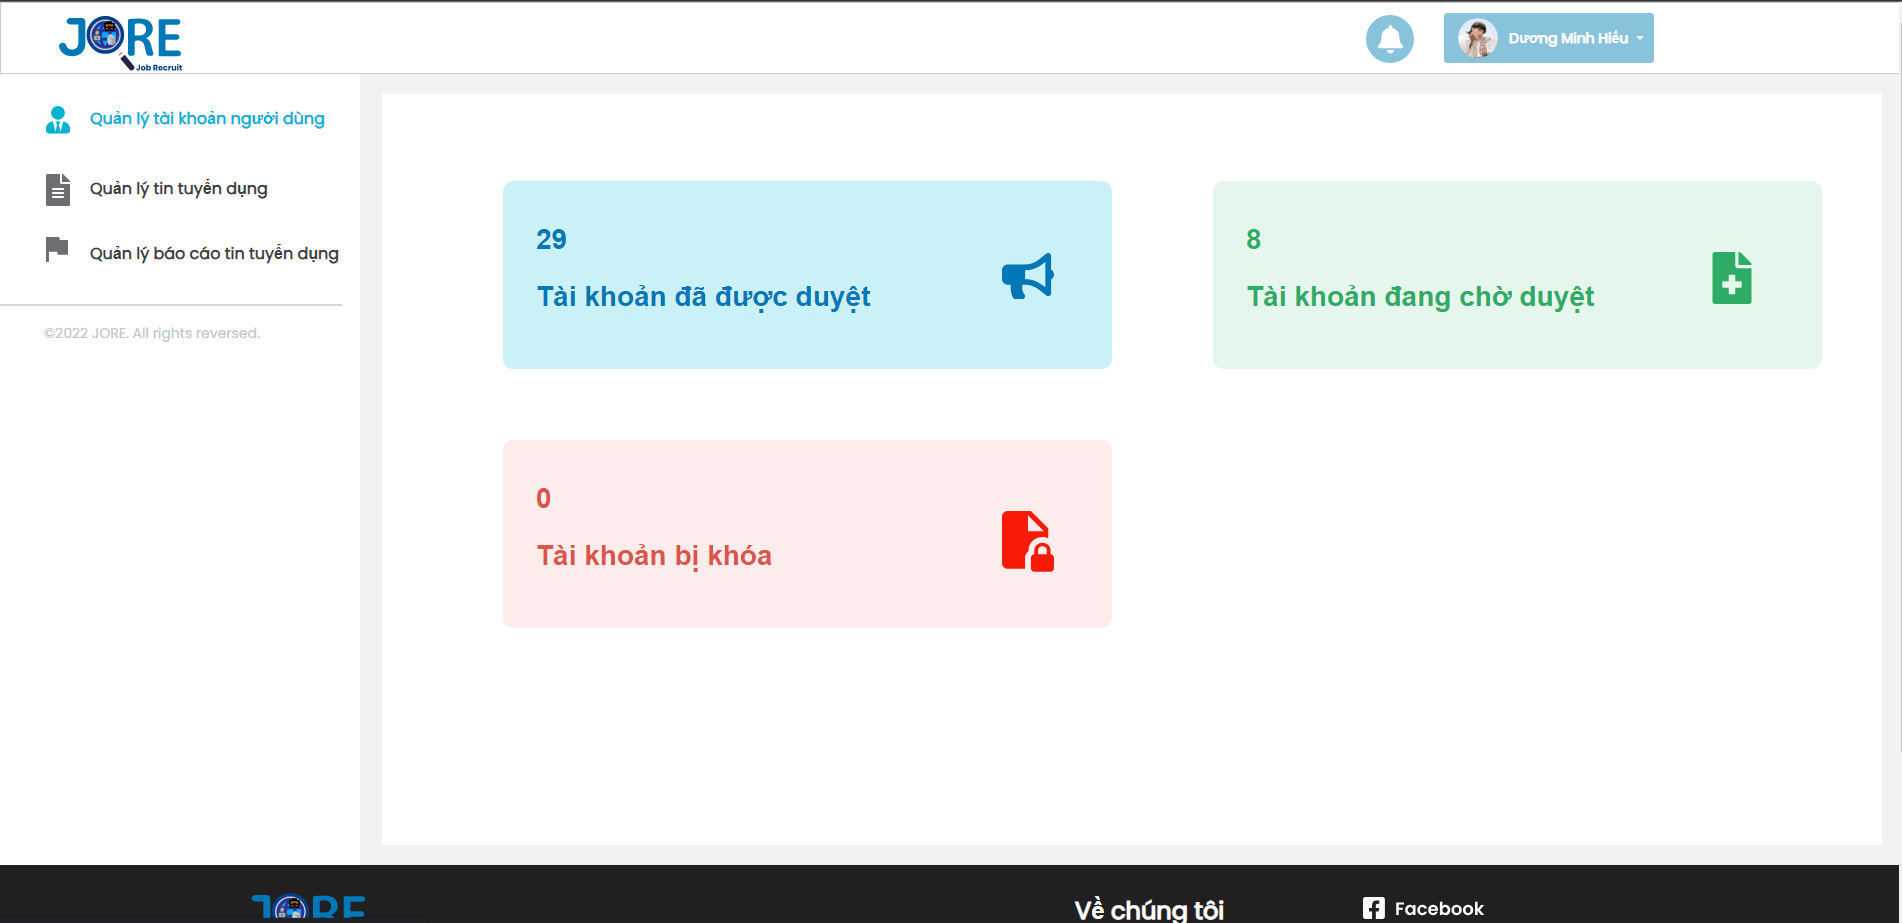 JORE
Job Recruit
Dương Minh Hiếu
Quản lý tài khoản người dùng
Quản lý tin tuyển dụng
Quản lý báo cáo tin tuyển dụng
©2022 JORE. All rights reversed.
29
Tài khoản đã được duyệt
8
Tài khoản đang chờ duyệt
0
Tài khoản bị khóa
JORE
Về chúng tôi
Facebook